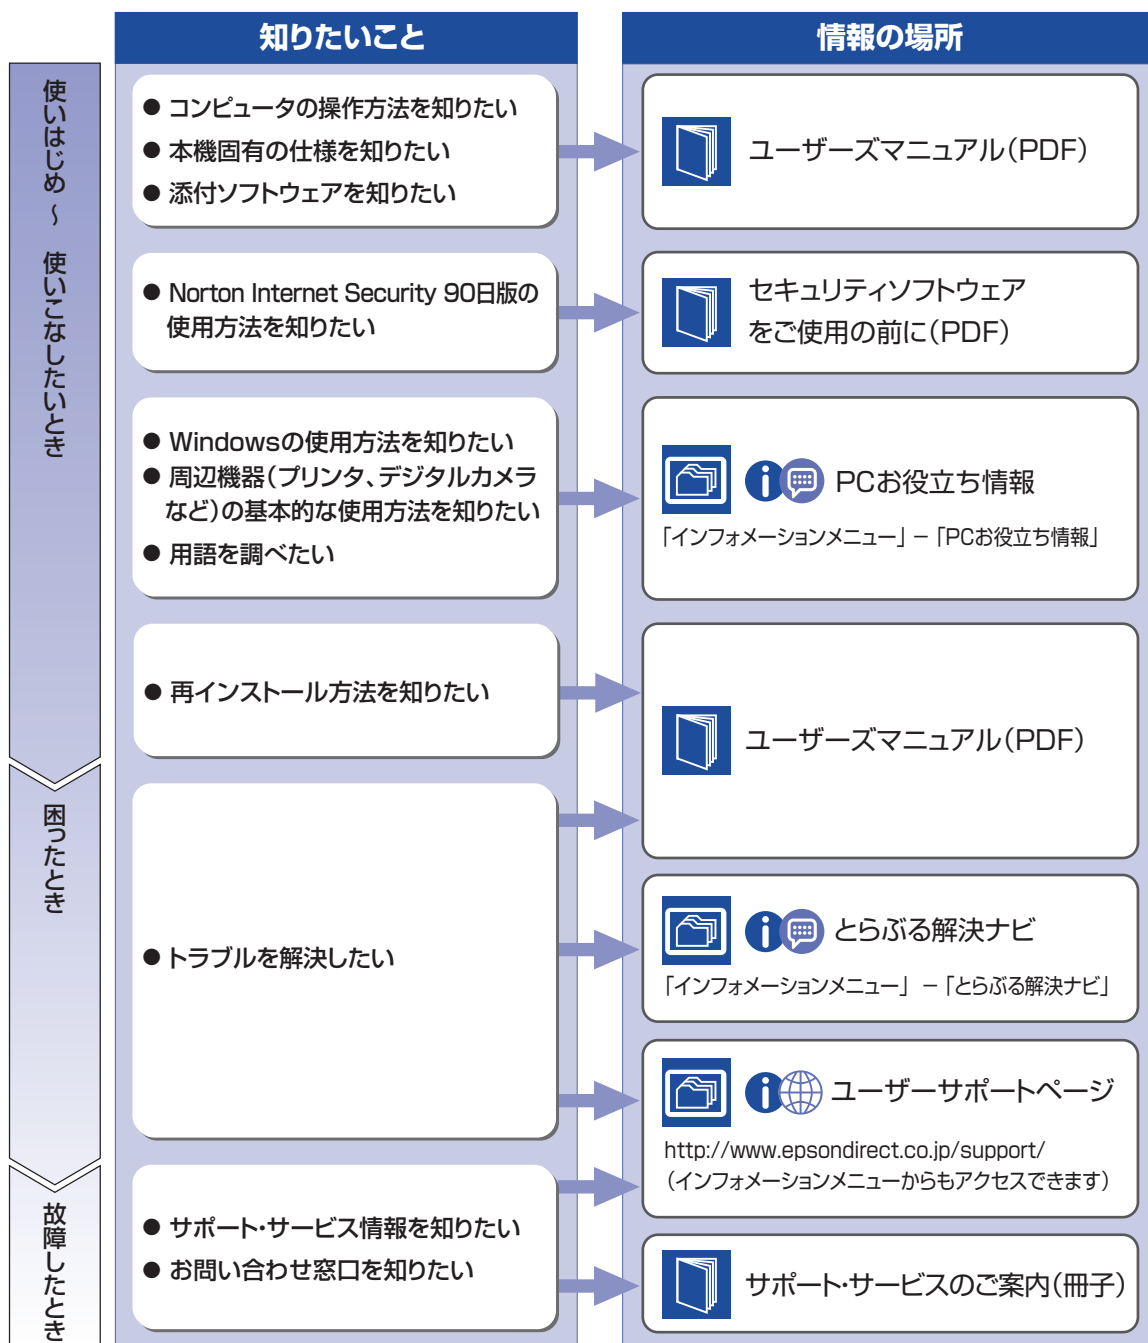 知りたいこと
情報の場所
使いはじめ ～ 使いこなしたいとき
● コンピュータの操作方法を知りたい
● 本機固有の仕様を知りたい
● 添付ソフトウェアを知りたい
ユーザーズマニュアル(PDF)
● Norton Internet Security 90日版の
使用方法を知りたい
セキュリティソフトウェア
をご使用の前に(PDF)
● Windowsの使用方法を知りたい
● 周辺機器(プリンタ、デジタルカメラ
など)の基本的な使用方法を知りたい
● 用語を調べたい
PCお役立ち情報
「インフォメーションメニュー」－「PCお役立ち情報」
● 再インストール方法を知りたい
ユーザーズマニュアル(PDF)
困ったとき
● トラブルを解決したい
とらぶる解決ナビ
「インフォメーションメニュー」－「とらぶる解決ナビ」
ユーザーサポートページ
http://www.epsondirect.co.jp/support/
(インフォメーションメニューからもアクセスできます)
故障したとき
● サポート・サービス情報を知りたい
● お問い合わせ窓口を知りたい
サポート・サービスのご案内(冊子)